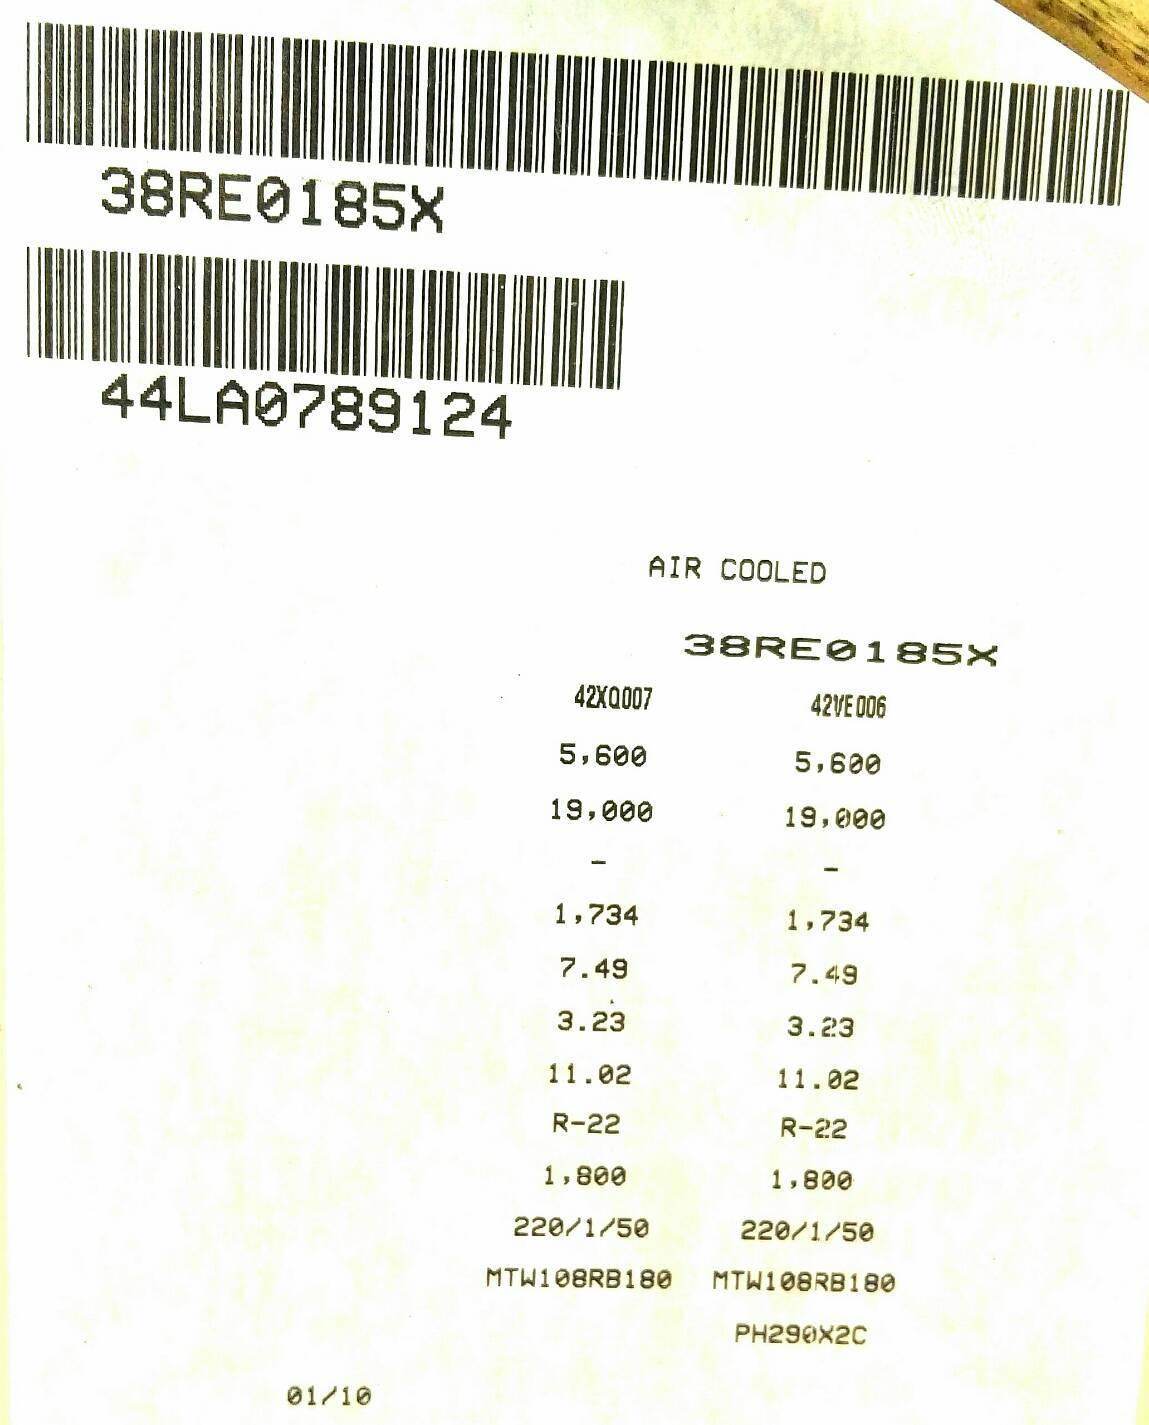 38RE0185X
44LA0789124
AIR COOLED
38RE0185X
42XQ007 42VE006
5,600 5,600
19,000 19,000
- -
1,734 1,734
7.49 7.49
3.23 3.23
11.02 11.02
R-22 R-22
1,800 1,800
220/1/50 220/1/50
MTW108RB180 MTW108RB180
PH290X2C
01/10